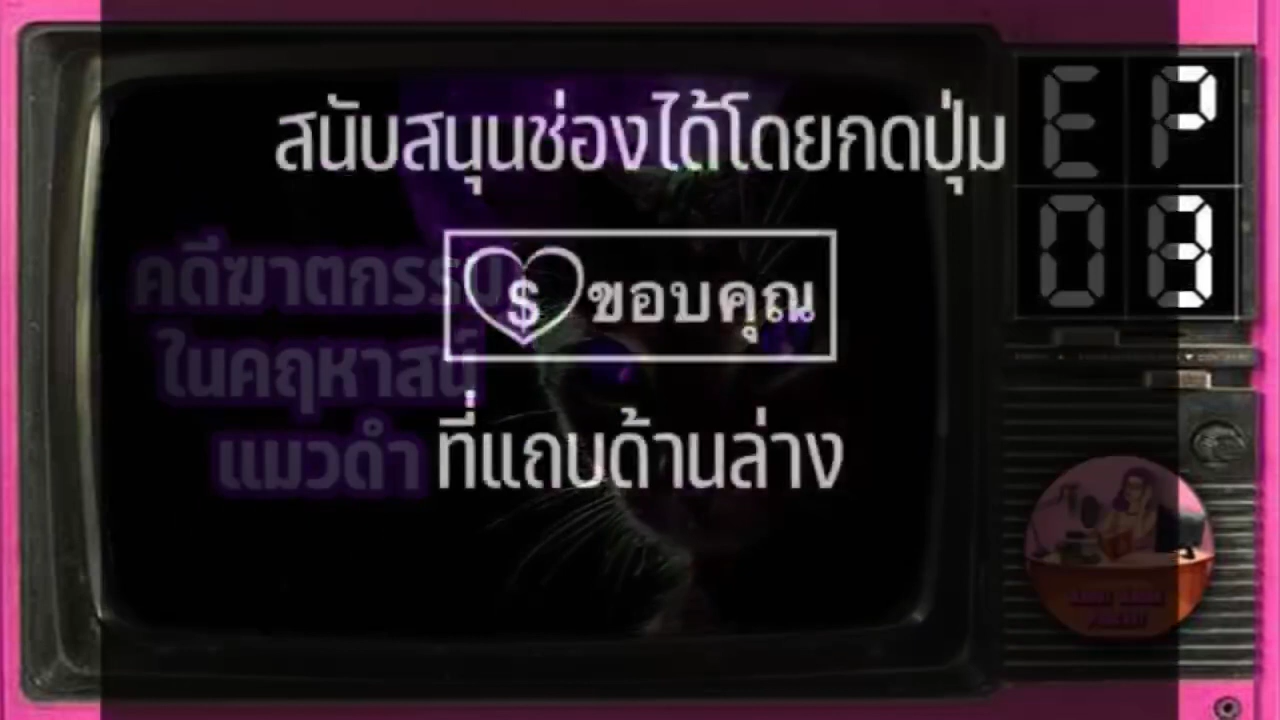 สนับสนุนช่องได้โดยกดปุ่ม
$ ขอบคุณ
ที่แถบด้านล่าง
คดีฆาตกรรม
ในคฤหาสน์
แมวดำ
EP
03